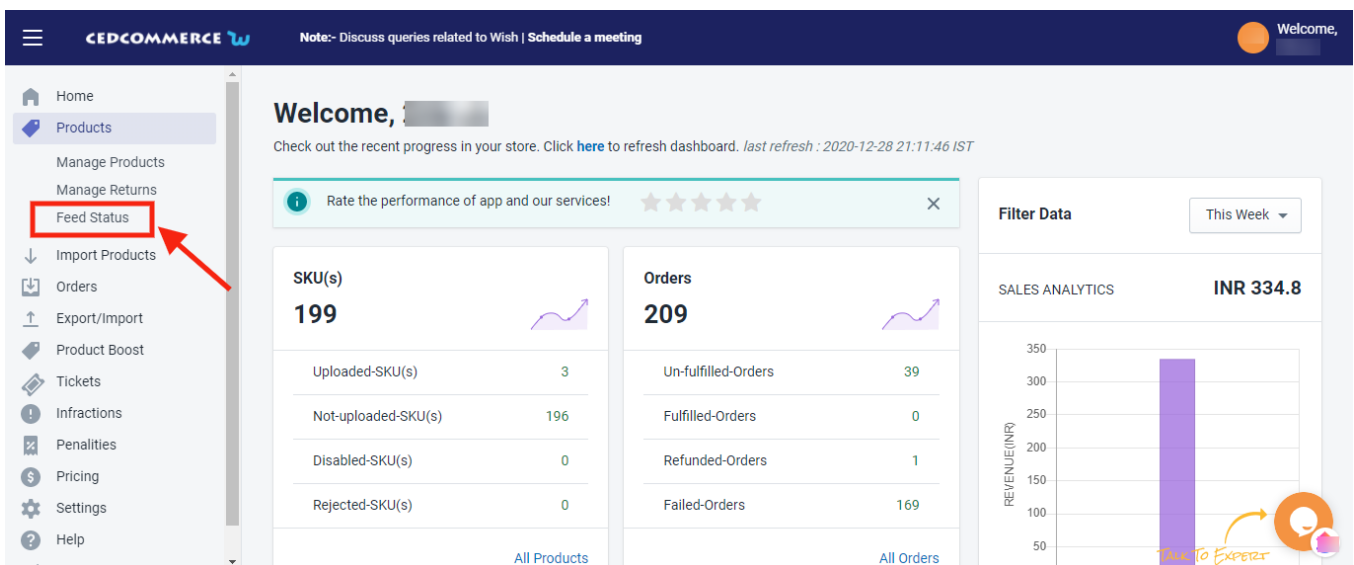 CEDCOMMERCE
Note:- Discuss queries related to Wish | Schedule a meeting
Welcome,
Home
Products
Manage Products
Manage Returns
Feed Status
Import Products
Orders
Export/Import
Product Boost
Tickets
Infractions
Penalities
Pricing
Settings
Help
Welcome,
Check out the recent progress in your store. Click here to refresh dashboard. last refresh : 2020-12-28 21:11:46 IST
Rate the performance of app and our services!
SKU(s)
199
Uploaded-SKU(s) 3
Not-uploaded-SKU(s) 196
Disabled-SKU(s) 0
Rejected-SKU(s) 0
All Products
Orders
209
Un-fulfilled-Orders 39
Fulfilled-Orders 0
Refunded-Orders 1
Failed-Orders 169
All Orders
Filter Data
This Week
SALES ANALYTICS INR 334.8
REVENUE(INR)
350
300
250
200
150
100
50
Talk To Expert